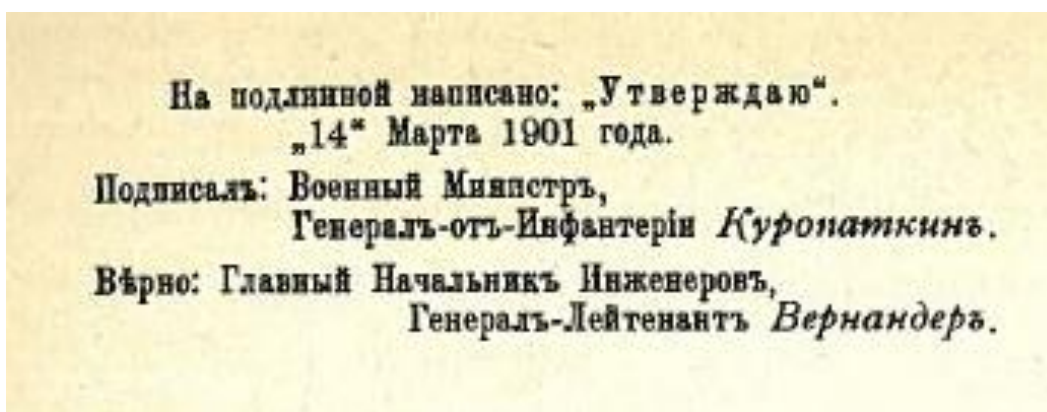 На подлинной написано: „Утверждаю“.
„14“ Марта 1901 года.
Подписалъ: Военный Министръ,
Генералъ-отъ-Инфантеріи Куропаткинъ.
Вѣрно: Главный Начальникъ Инженеровъ,
Генералъ-Лейтенантъ Вернандеръ.